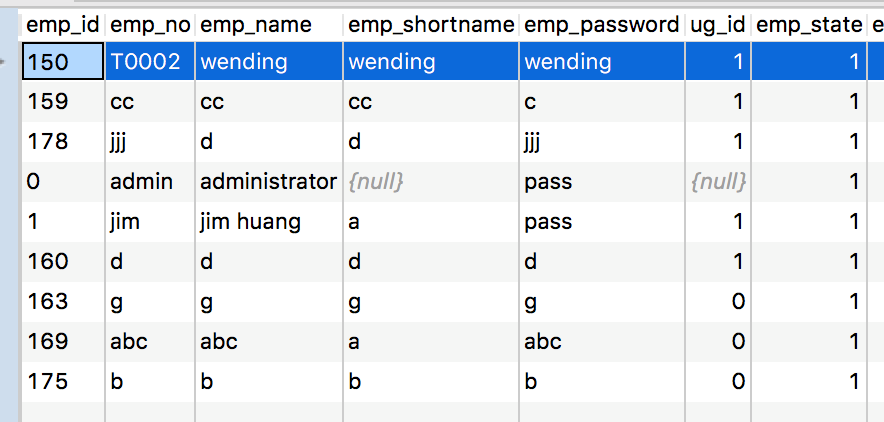 emp_id emp_no emp_name emp_shortname emp_password ug_id emp_state e
150 T0002 wending wending wending 1 1
159 cc cc cc c 1 1
178 jjj d d jjj 1 1
0 admin administrator {null} pass {null} 1
1 jim jim huang a pass 1 1
160 d d d d 1 1
163 g g g g 0 1
169 abc abc a abc 0 1
175 b b b b 0 1